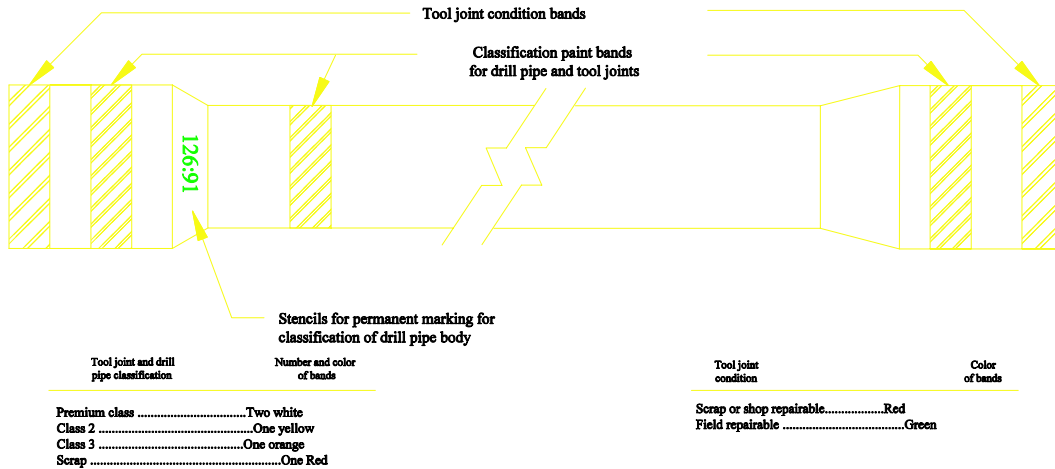 Tool joint condition bands
Classification paint bands
for drill pipe and tool joints
126:91
Stencils for permanent marking for
classification of drill pipe body
Tool joint and drill
pipe classification
Number and color
of bands
Premium class .................................Two white
Class 2 ...............................................One yellow
Class 3 ............................................One orange
Scrap ..........................................................One Red
Tool joint
condition
Color
of bands
Scrap or shop repairable..................Red
Field repairable .....................................Green